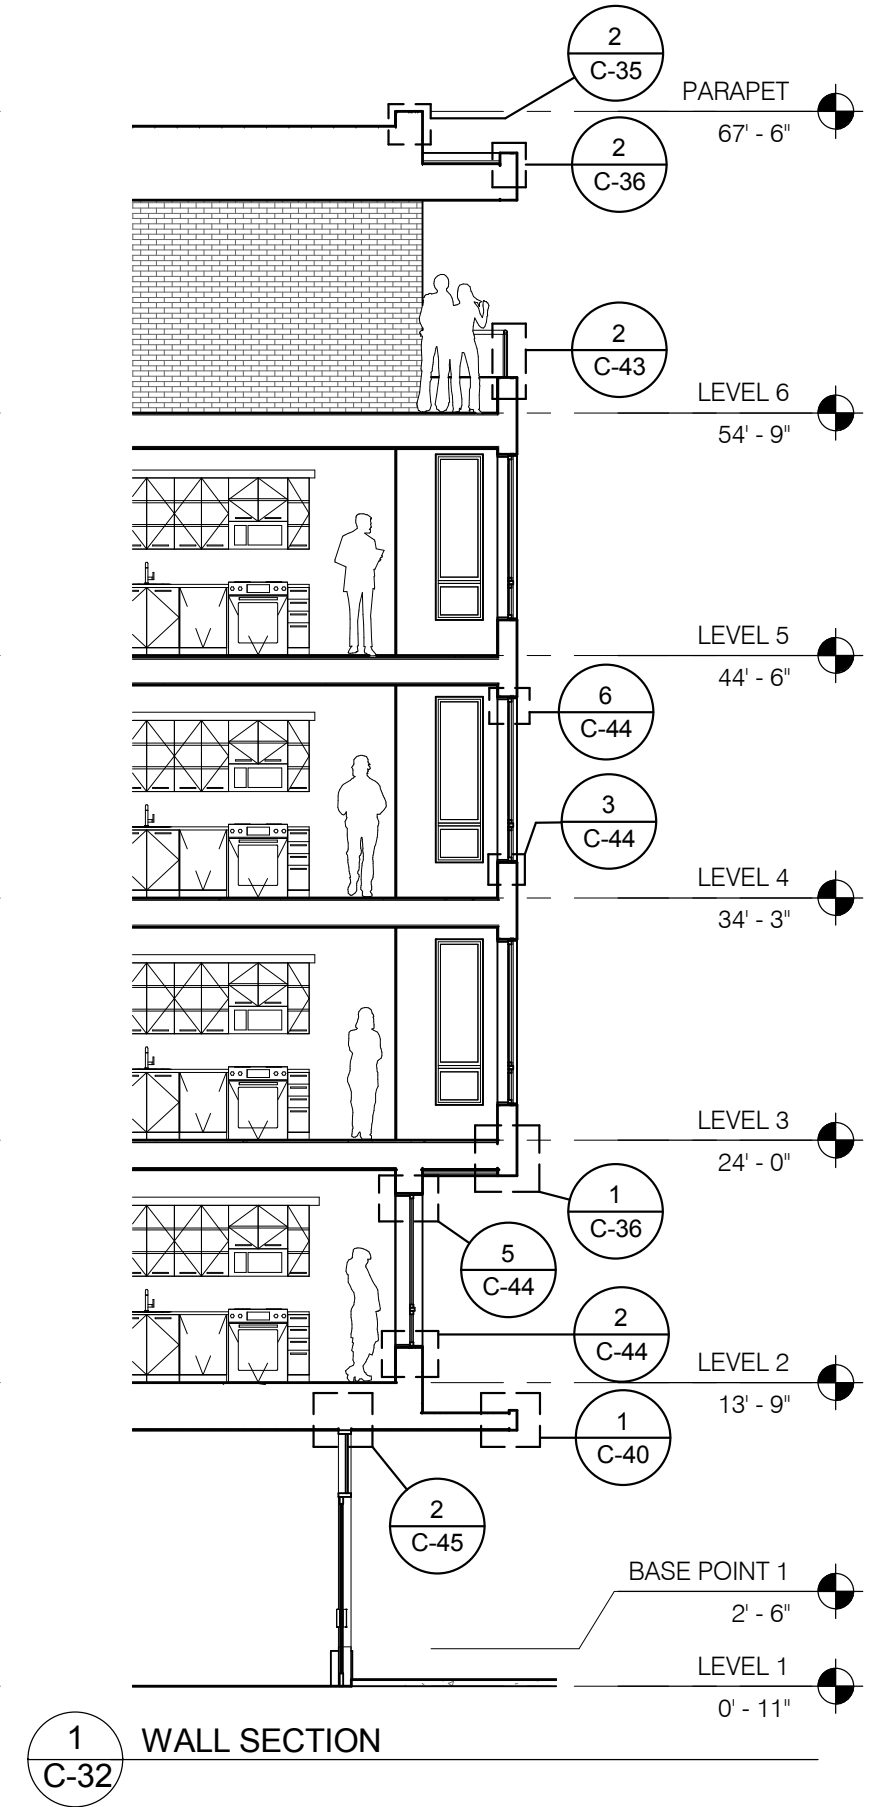 2
C-35
PARAPET
67' - 6"
2
C-36
2
C-43
LEVEL 6
54' - 9"
LEVEL 5
44' - 6"
6
C-44
3
C-44
LEVEL 4
34' - 3"
LEVEL 3
24' - 0"
1
C-36
5
C-44
2
C-44
LEVEL 2
13' - 9"
1
C-40
2
C-45
BASE POINT 1
2' - 6"
LEVEL 1
0' - 11"
1
C-32
WALL SECTION